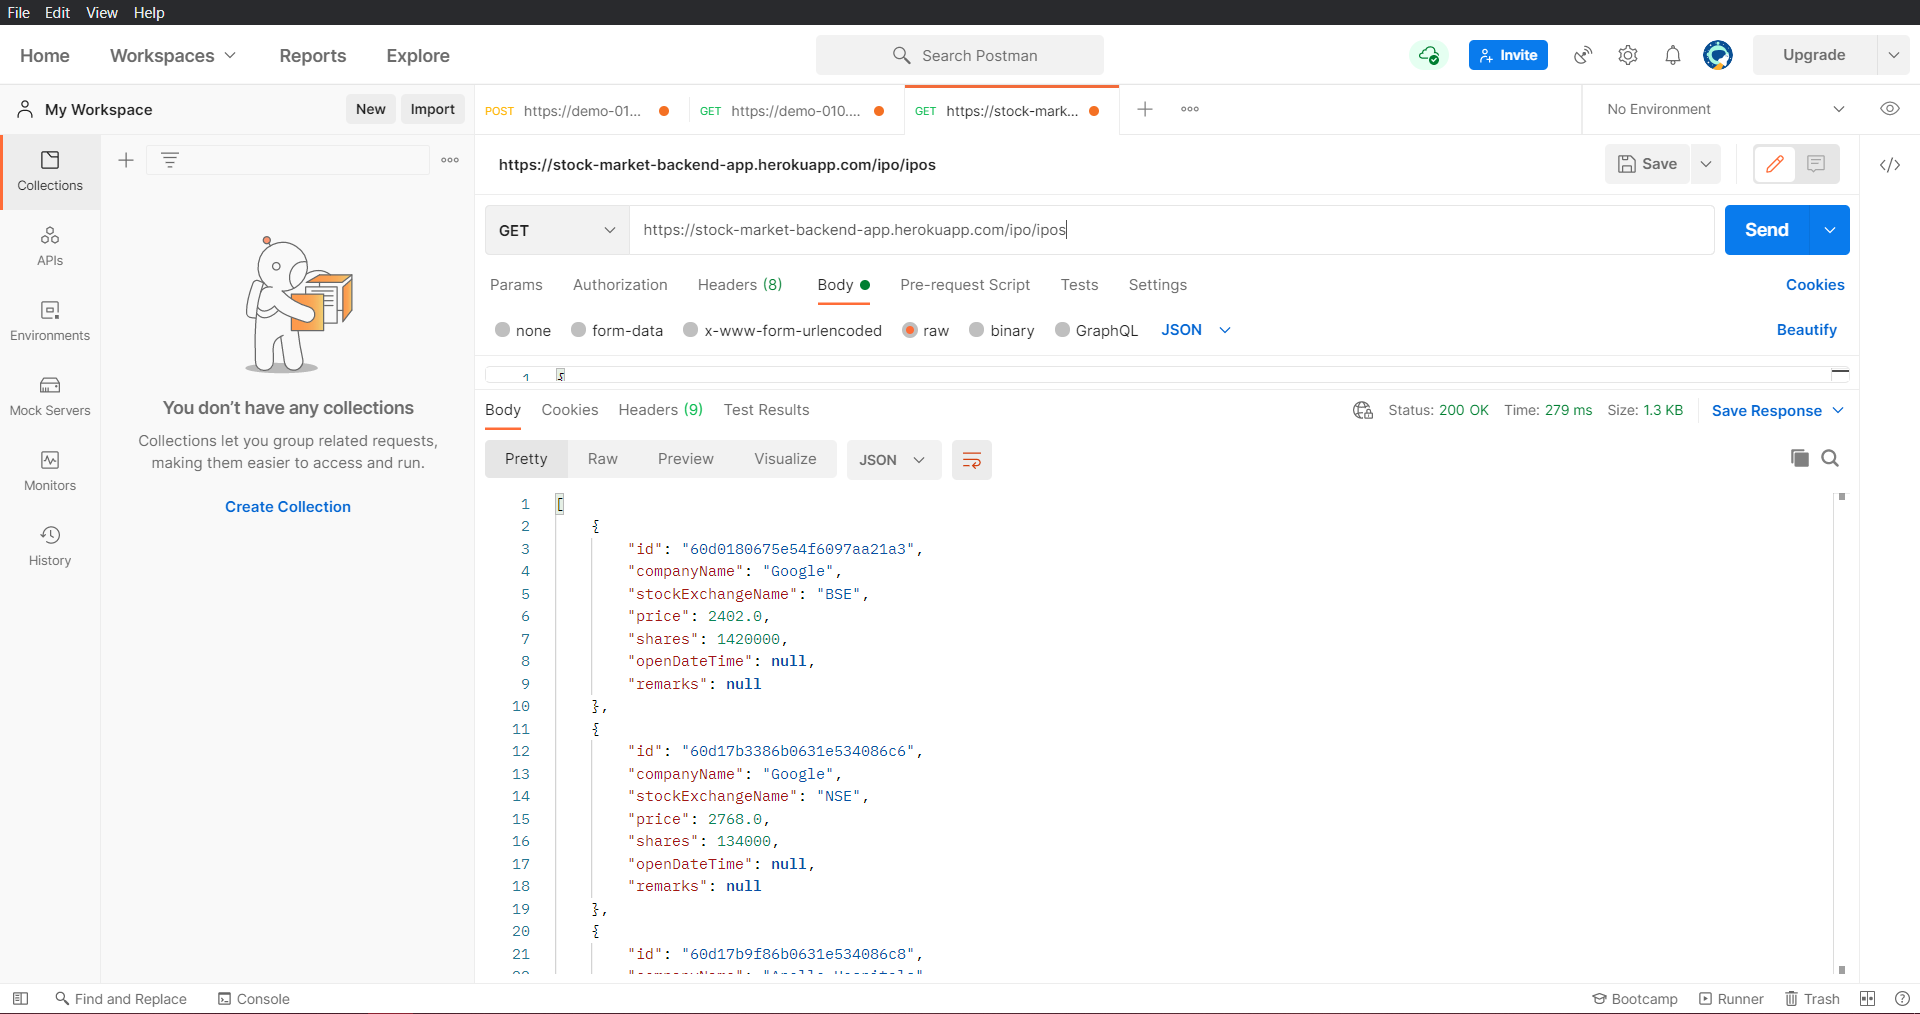 File Edit View Help
Home Workspaces Reports Explore Search Postman Invite Upgrade
My Workspace New Import POST https://demo-01... GET https://demo-010.... GET https://stock-mark... No Environment
https://stock-market-backend-app.herokuapp.com/ipo/ipos Save
GET https://stock-market-backend-app.herokuapp.com/ipo/ipos Send
Params Authorization Headers (8) Body Pre-request Script Tests Settings Cookies
none form-data x-www-form-urlencoded raw binary GraphQL JSON Beautify
1 {
Body Cookies Headers (9) Test Results Status: 200 OK Time: 279 ms Size: 1.3 KB Save Response
Pretty Raw Preview Visualize JSON
Collections
APIs
Environments
Mock Servers
Monitors
History
You don’t have any collections
Collections let you group related requests,
making them easier to access and run.
Create Collection
1 [
2 {
3 "id": "60d0180675e54f6097aa21a3",
4 "companyName": "Google",
5 "stockExchangeName": "BSE",
6 "price": 2402.0,
7 "shares": 1420000,
8 "openDateTime": null,
9 "remarks": null
10 },
11 {
12 "id": "60d17b3386b0631e534086c6",
13 "companyName": "Google",
14 "stockExchangeName": "NSE",
15 "price": 2768.0,
16 "shares": 134000,
17 "openDateTime": null,
18 "remarks": null
19 },
20 {
21 "id": "60d17b9f86b0631e534086c8",
22 "companyName": "Apollo Hospitals"
Find and Replace Console Bootcamp Runner Trash